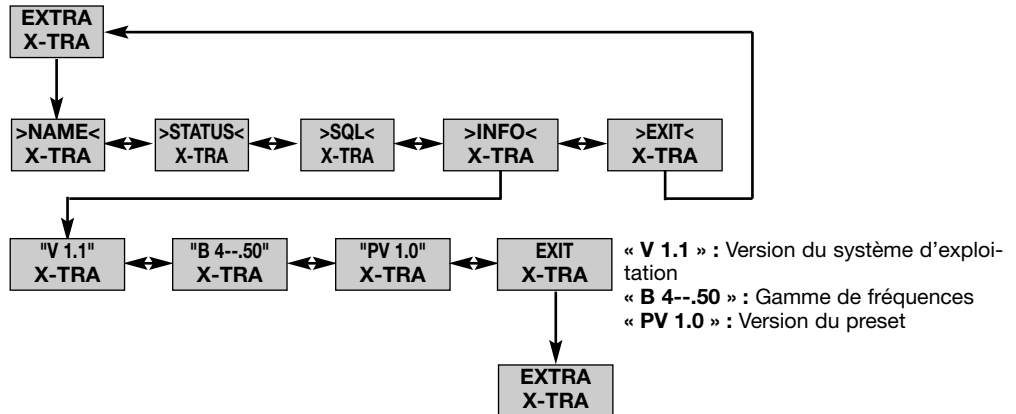 EXTRA
X-TRA
>NAME<
X-TRA
>STATUS<
X-TRA
>SQL<
X-TRA
>INFO<
X-TRA
>EXIT<
X-TRA
"V 1.1"
X-TRA
"B 4--.50"
X-TRA
"PV 1.0"
X-TRA
EXIT
X-TRA
« V 1.1 » : Version du système d'exploi-
tation
« B 4--.50 » : Gamme de fréquences
« PV 1.0 » : Version du preset
EXTRA
X-TRA